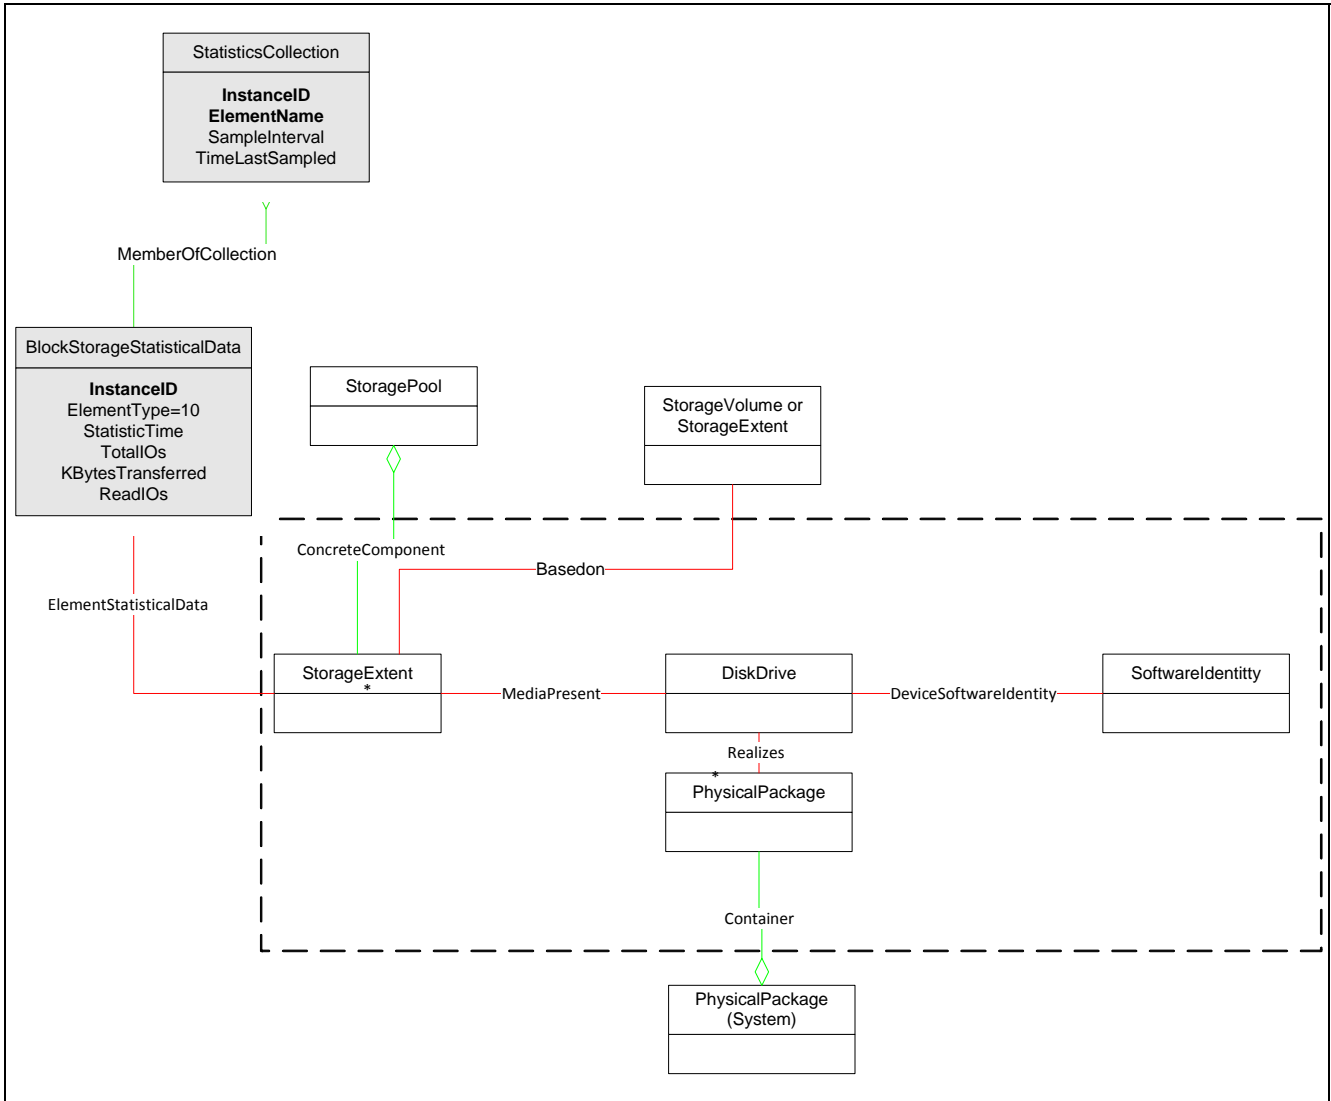 StatisticsCollection
InstanceID
ElementName
SampleInterval
TimeLastSampled
MemberOfCollection
BlockStorageStatisticalData
InstanceID
ElementType=10
StatisticTime
TotalIOs
KBytesTransferred
ReadIOs
StoragePool
StorageVolume or
StorageExtent
ConcreteComponent
Basedon
ElementStatisticalData
StorageExtent
*
MediaPresent
DiskDrive
DeviceSoftwareIdentity
SoftwareIdentitty
Realizes
*
PhysicalPackage
Container
PhysicalPackage
(System)